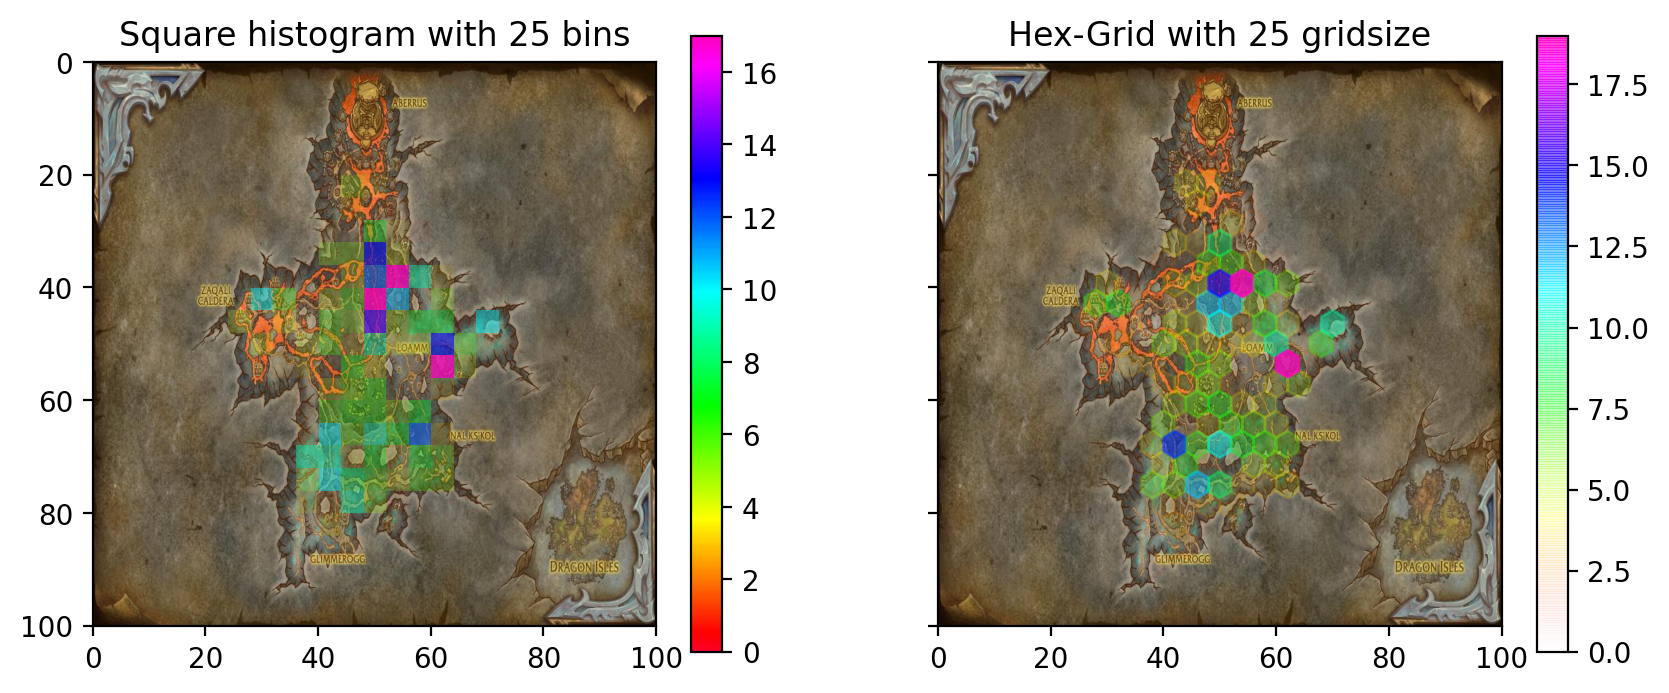 Square histogram with 25 bins
0
20
40
60
80
100
0
20
40
60
80
100
ABERRUS
ZAQALI
CALDERA
LOAMM
NAL KS'KOL
GLIMMEROGG
DRAGON ISLES
16
14
12
10
8
6
4
2
0
Hex-Grid with 25 gridsize
0
20
40
60
80
100
ABERRUS
ZAQALI
CALDERA
LOAMM
NAL KS'KOL
GLIMMEROGG
DRAGON ISLES
17.5
15.0
12.5
10.0
7.5
5.0
2.5
0.0